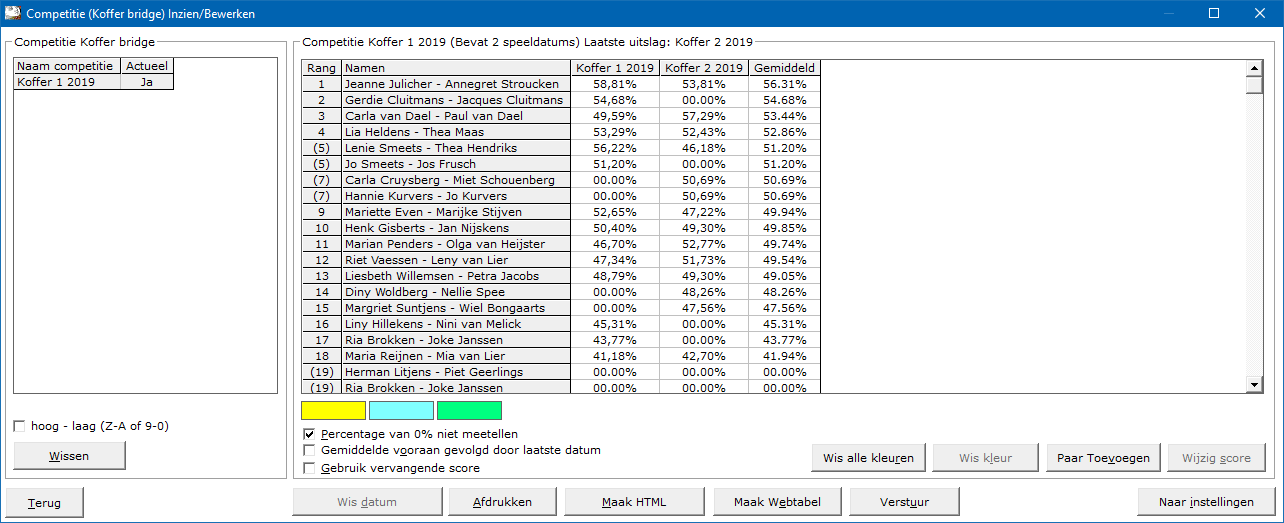 Competitie (Koffer bridge) Inzien/Bewerken
Competitie Koffer bridge
Naam competitie Actueel
Koffer 1 2019 Ja
hoog - laag (Z-A of 9-0)
Wissen
Competitie Koffer 1 2019 (Bevat 2 speeldatums) Laatste uitslag: Koffer 2 2019
Rang Namen Koffer 1 2019 Koffer 2 2019 Gemiddeld
1 Jeanne Julicher - Annegret Stroucken 58,81% 53,81% 56.31%
2 Gerdie Cluitmans - Jacques Cluitmans 54,68% 00.00% 54.68%
3 Carla van Dael - Paul van Dael 49,59% 57,29% 53.44%
4 Lia Heldens - Thea Maas 53,29% 52,43% 52.86%
(5) Lenie Smeets - Thea Hendriks 56,22% 46,18% 51.20%
(5) Jo Smeets - Jos Frusch 51,20% 00.00% 51.20%
(7) Carla Cruysberg - Miet Schouenberg 00.00% 50,69% 50.69%
(7) Hannie Kurvers - Jo Kurvers 00.00% 50,69% 50.69%
9 Mariette Even - Marijke Stijven 52,65% 47,22% 49.94%
10 Henk Gisberts - Jan Nijskens 50,40% 49,30% 49.85%
11 Marian Penders - Olga van Heijster 46,70% 52,77% 49.74%
12 Riet Vaessen - Leny van Lier 47,34% 51,73% 49.54%
13 Liesbeth Willemsen - Petra Jacobs 48,79% 49,30% 49.05%
14 Diny Woldberg - Nellie Spee 00.00% 48,26% 48.26%
15 Margriet Suntjens - Wiel Bongaarts 00.00% 47,56% 47.56%
16 Liny Hillekens - Nini van Melick 45,31% 00.00% 45.31%
17 Ria Brokken - Joke Janssen 43,77% 00.00% 43.77%
18 Maria Reijnen - Mia van Lier 41,18% 42,70% 41.94%
(19) Herman Litjens - Piet Geerlings 00.00% 00.00% 00.00%
(19) Ria Brokken - Joke Janssen 00.00% 00.00% 00.00%
Percentage van 0% niet meetellen
Gemiddelde vooraan gevolgd door laatste datum
Gebruik vervangende score
Wis alle kleuren Wis kleur Paar Toevoegen Wijzig score
Terug Wis datum Afdrukken Maak HTML Maak Webtabel Verstuur Naar instellingen